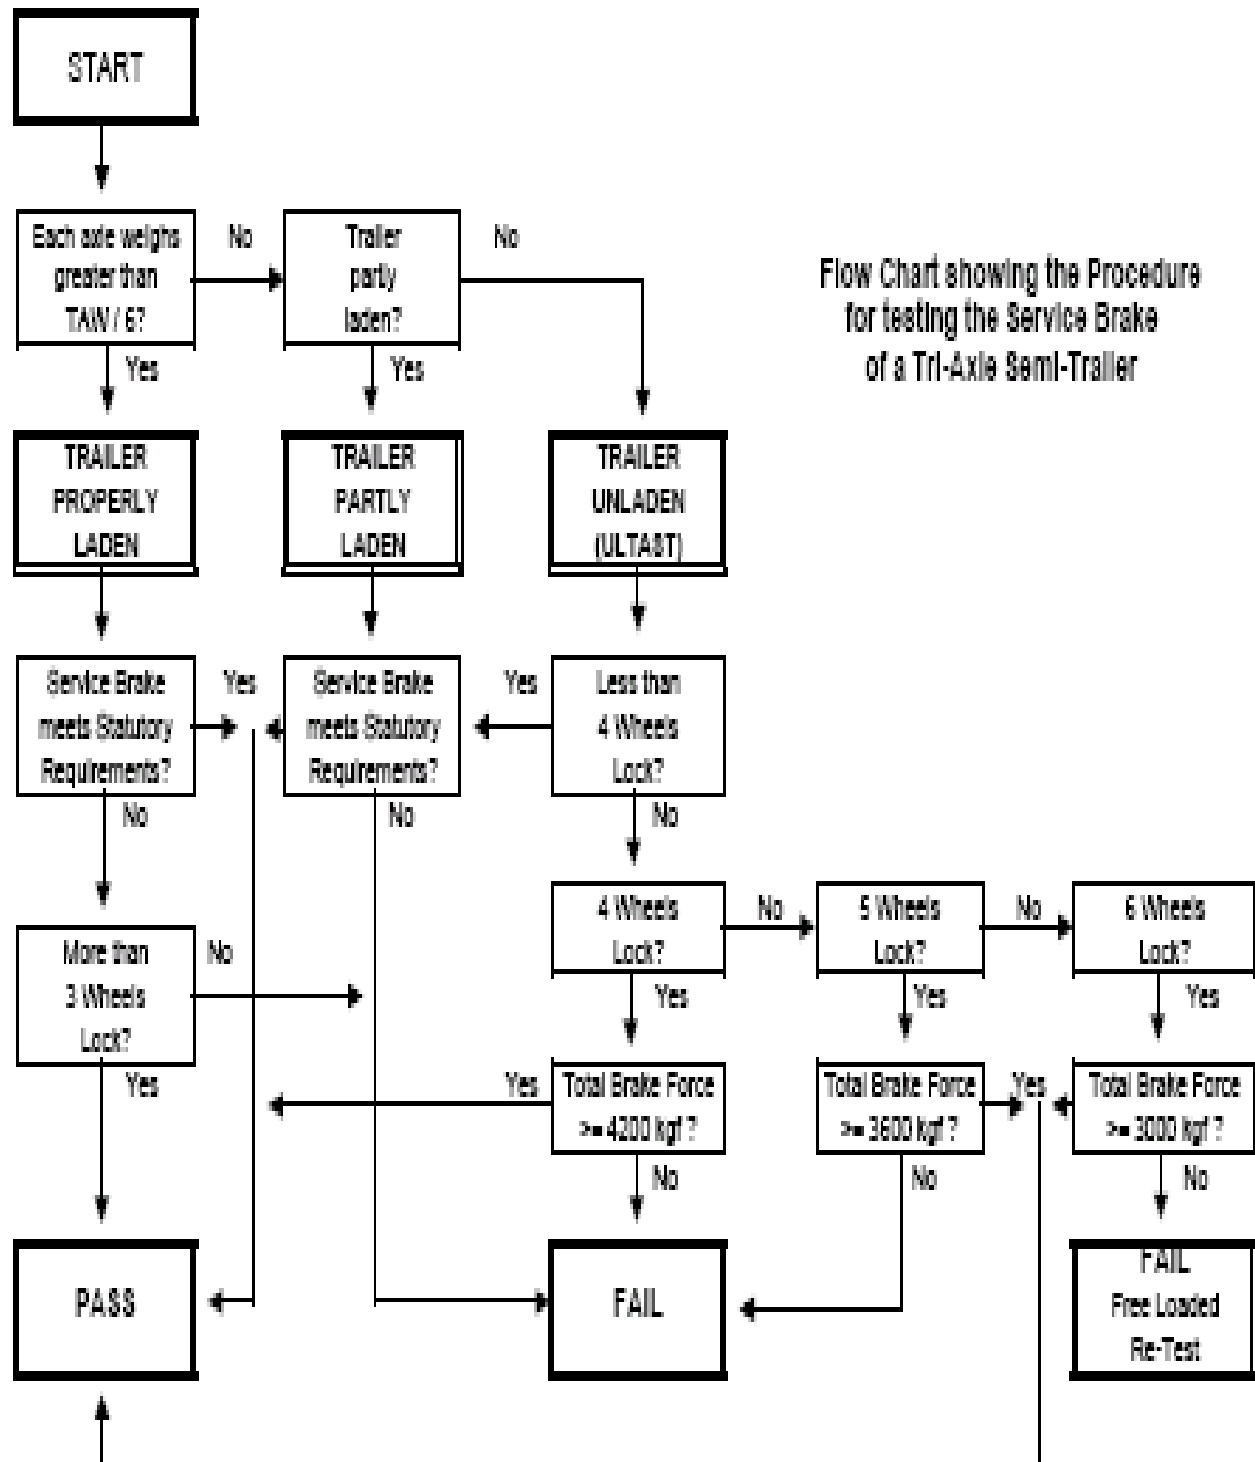 START
Each axle weighs
greater than
TAW / 6?
No
Trailer
partly
laden?
No
Flow Chart showing the Procedure
for testing the Service Brake
of a Tri-Axle Semi-Trailer
Yes
Yes
TRAILER
PROPERLY
LADEN
TRAILER
PARTLY
LADEN
TRAILER
UNLADEN
(ULTAST)
Service Brake
meets Statutory
Requirements?
Yes
Service Brake
meets Statutory
Requirements?
Yes
Less than
4 Wheels
Lock?
No
No
No
More than
3 Wheels
Lock?
No
4 Wheels
Lock?
No
5 Wheels
Lock?
No
6 Wheels
Lock?
Yes
Yes
Yes
Yes
Yes
Total Brake Force
>= 4200 kgf ?
Total Brake Force
>= 3600 kgf ?
Yes
Total Brake Force
>= 3000 kgf ?
No
No
No
PASS
FAIL
FAIL
Free Loaded
Re-Test